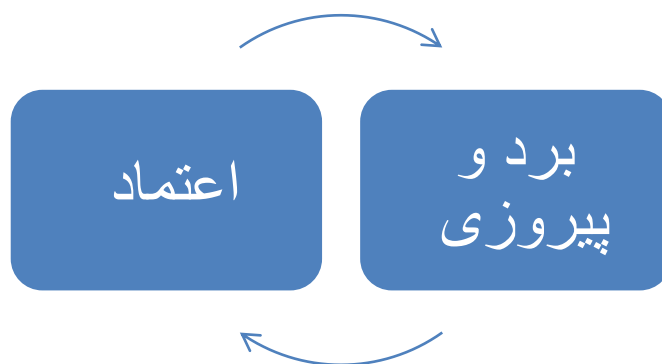 برد و
پیروزی
اعتماد